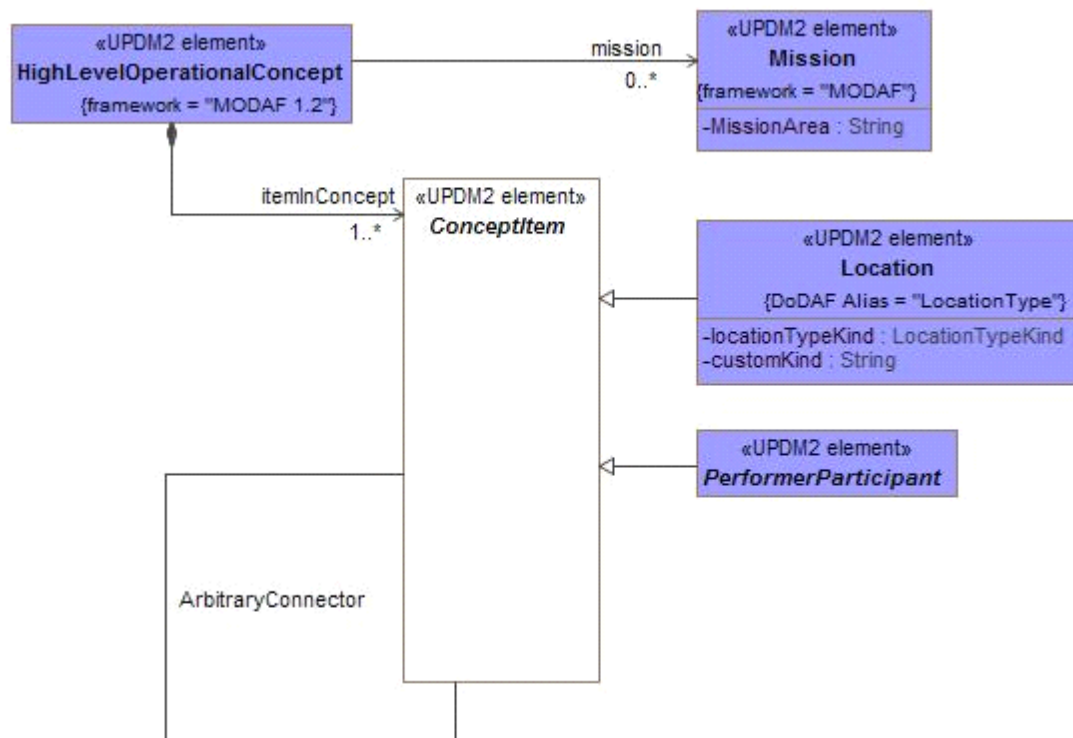 «UPDM2 element»
HighLevelOperationalConcept
{framework = "MODAF 1.2"}
mission
0..*
«UPDM2 element»
Mission
{framework = "MODAF"}
-MissionArea : String
itemInConcept
1..*
«UPDM2 element»
ConceptItem
«UPDM2 element»
Location
{DoDAF Alias = "LocationType"}
-locationTypeKind : LocationTypeKind
-customKind : String
«UPDM2 element»
PerformerParticipant
ArbitraryConnector